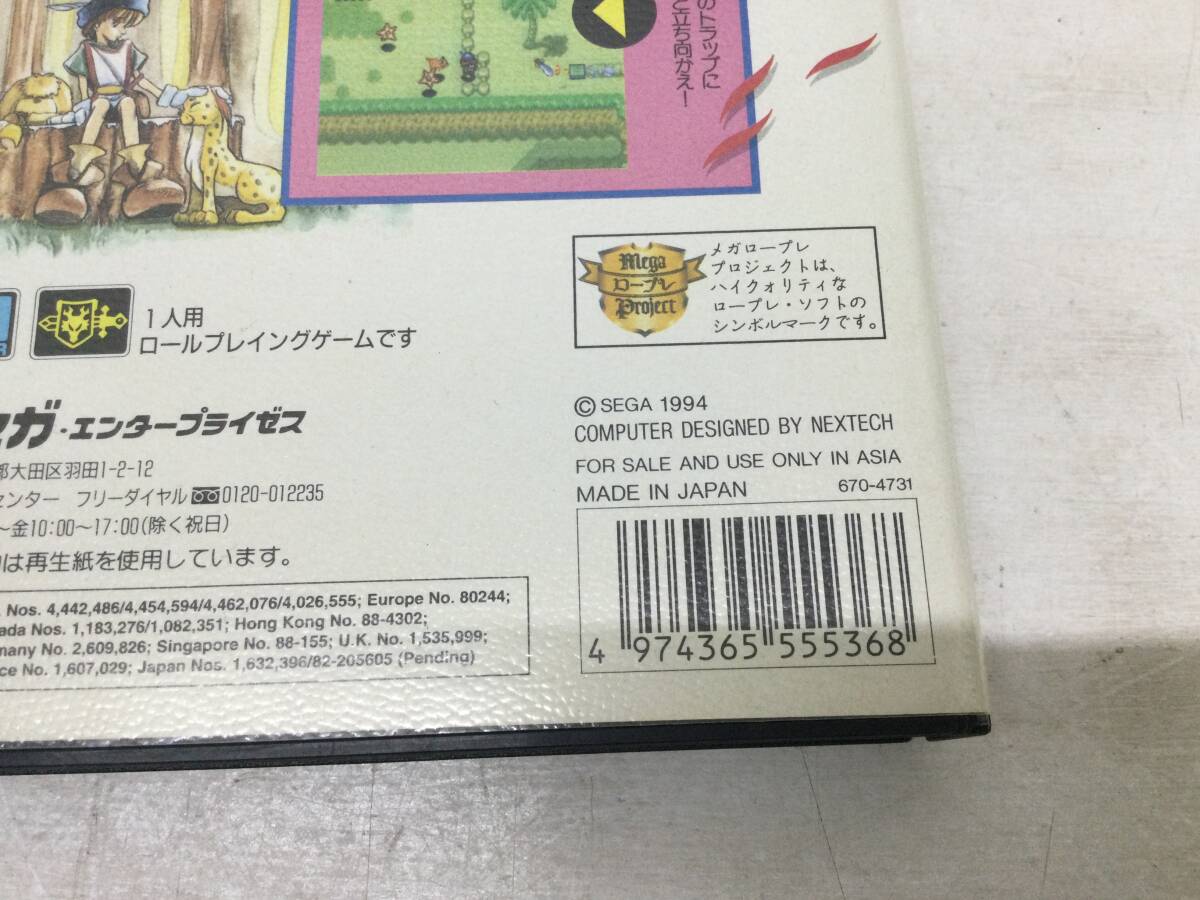 のトラップに
と立ち向かえ!
Mega
ロープレ
Project
メガロープレ
プロジェクトは、
ハイクオリティな
ロープレ・ソフトの
シンボルマークです。
1人用
ロールプレイングゲームです
ガ・エンタープライゼス
都大田区羽田1-2-12
センター フリーダイヤル 0120-012235
〜金10:00〜17:00(除く祝日)
は再生紙を使用しています。
Nos. 4,442,486/4,454,594/4,462,076/4,026,555; Europe No. 80244;
ada Nos. 1,183,276/1,082,351; Hong Kong No. 88-4302;
many No. 2,609,826; Singapore No. 88-155; U.K. No. 1,535,999;
ce No. 1,607,029; Japan Nos. 1,632,396/82-205605 (Pending)
© SEGA 1994
COMPUTER DESIGNED BY NEXTECH
FOR SALE AND USE ONLY IN ASIA
MADE IN JAPAN 670-4731
4 974365 555368